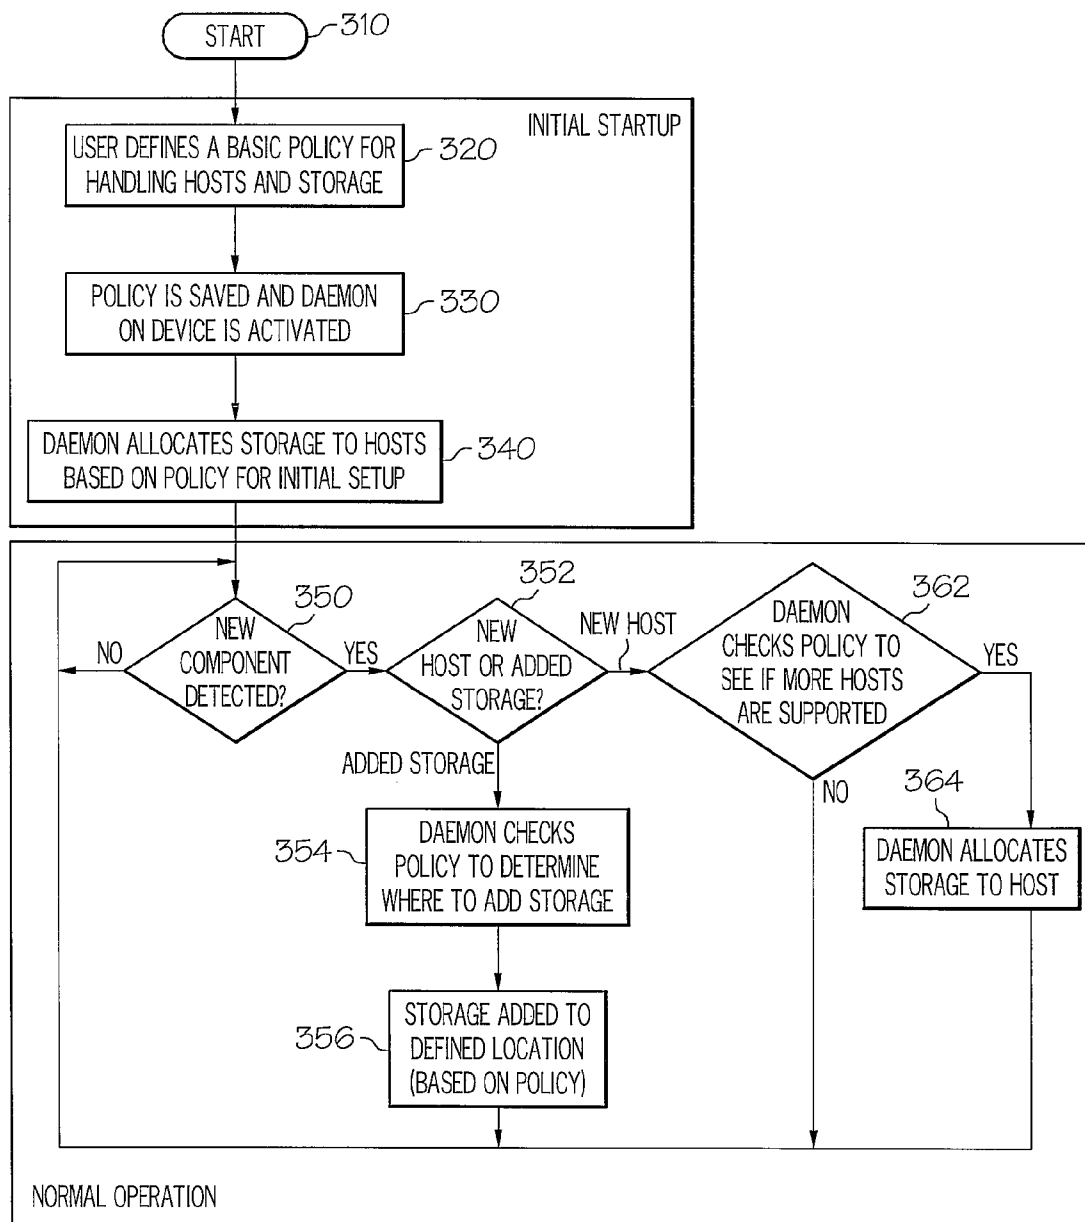 START
310
INITIAL STARTUP
USER DEFINES A BASIC POLICY FOR
HANDLING HOSTS AND STORAGE
320
POLICY IS SAVED AND DAEMON
ON DEVICE IS ACTIVATED
330
DAEMON ALLOCATES STORAGE TO HOSTS
BASED ON POLICY FOR INITIAL SETUP
340
350
NEW
COMPONENT
DETECTED?
NO
YES
352
NEW
HOST OR ADDED
STORAGE?
NEW HOST
362
DAEMON
CHECKS POLICY TO
SEE IF MORE HOSTS
ARE SUPPORTED
YES
ADDED STORAGE
NO
364
DAEMON ALLOCATES
STORAGE TO HOST
354
DAEMON CHECKS
POLICY TO DETERMINE
WHERE TO ADD STORAGE
356
STORAGE ADDED TO
DEFINED LOCATION
(BASED ON POLICY)
NORMAL OPERATION